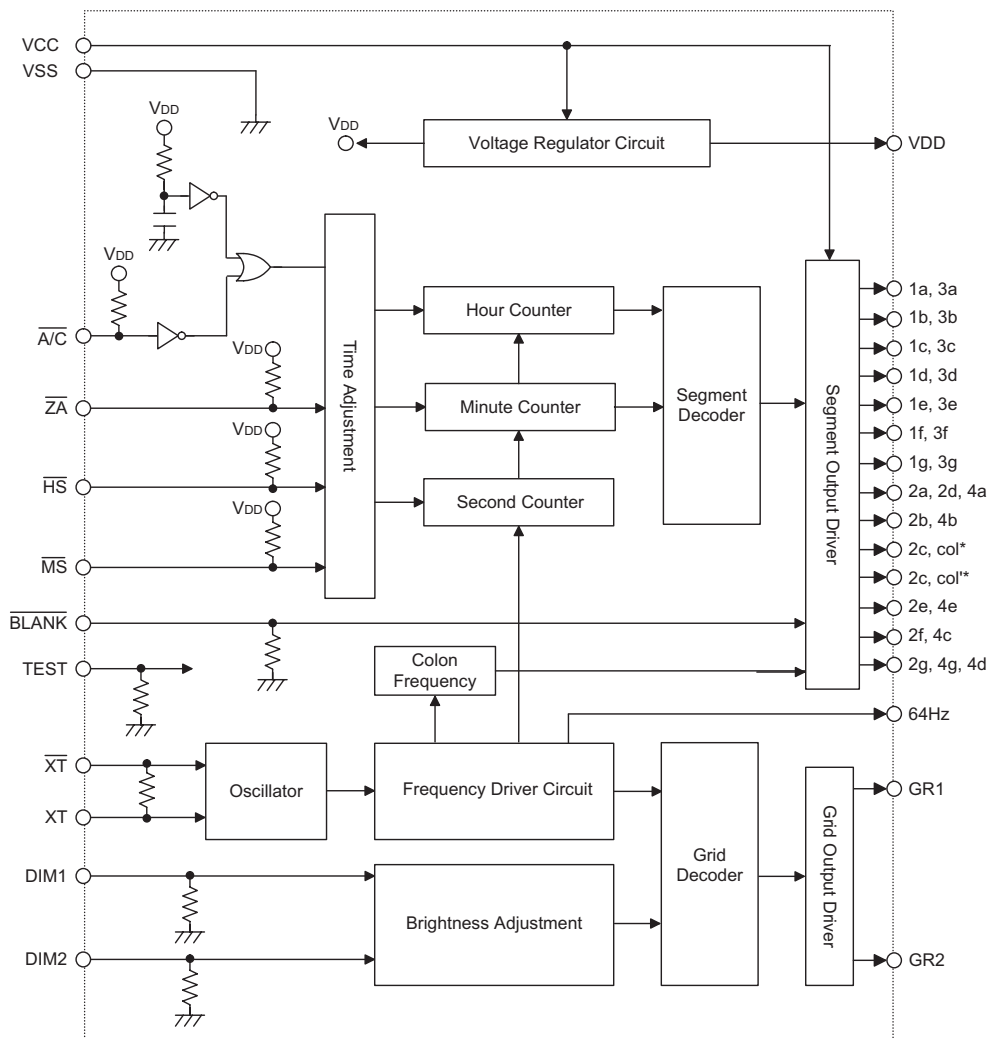 VCC
VSS
VDD
VDD
Voltage Regulator Circuit
VDD
VDD
A/C
Time Adjustment
Hour Counter
Segment Decoder
Segment Output Driver
1a, 3a
1b, 3b
1c, 3c
1d, 3d
1e, 3e
1f, 3f
1g, 3g
2a, 2d, 4a
2b, 4b
2c, col*
2c, col'*
2e, 4e
2f, 4c
2g, 4g, 4d
VDD
ZA
Minute Counter
VDD
HS
Second Counter
VDD
MS
BLANK
TEST
Colon
Frequency
64Hz
XT
XT
Oscillator
Frequency Driver Circuit
Grid
Decoder
Grid Output Driver
GR1
GR2
DIM1
DIM2
Brightness Adjustment